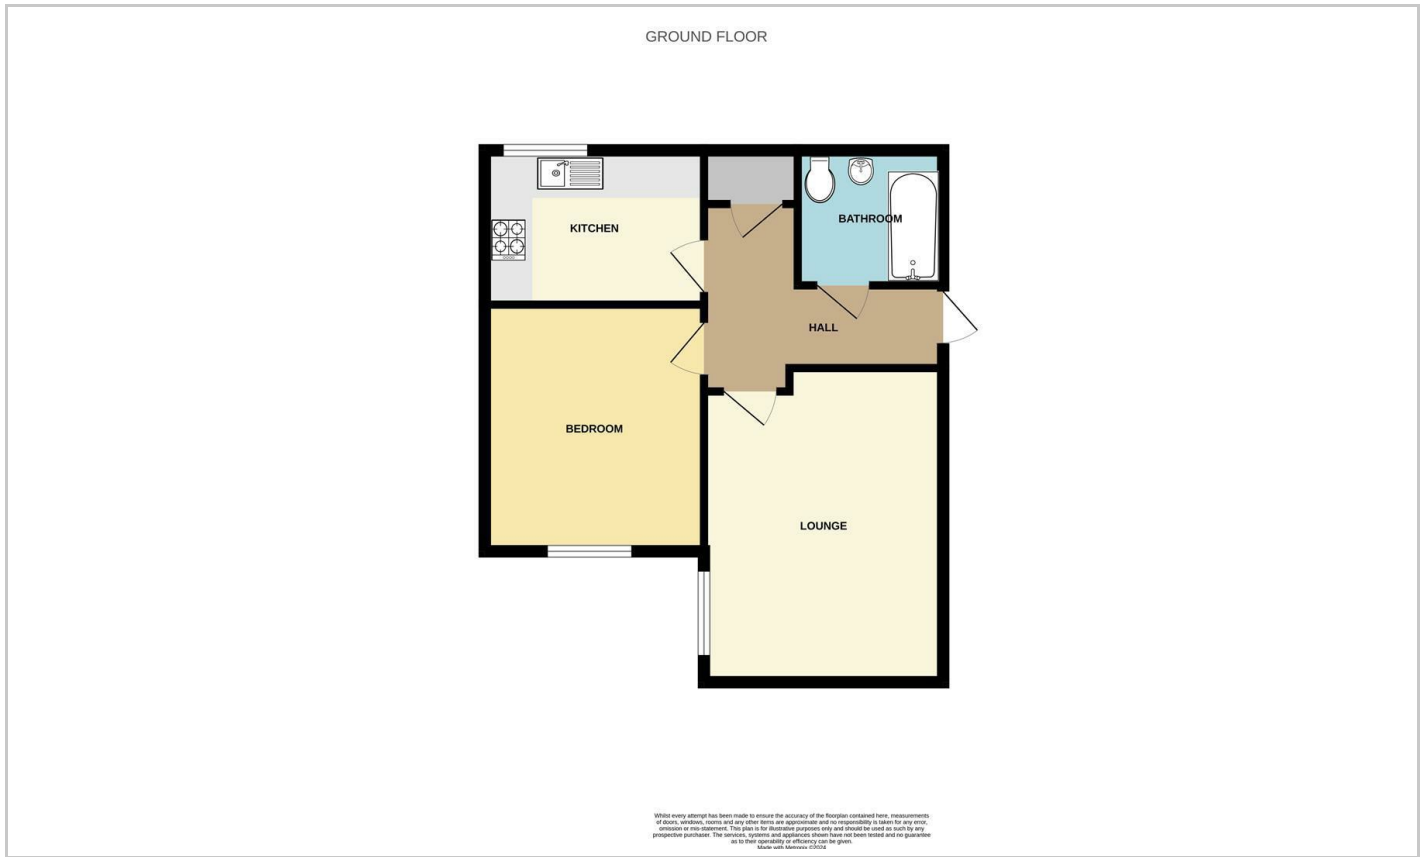 GROUND FLOOR
KITCHEN
BATHROOM
HALL
BEDROOM
LOUNGE
Whilst every attempt has been made to ensure the accuracy of the floorplan contained here, measurements
of doors, windows, rooms and any other items are approximate and no responsibility is taken for any error,
omission or mis-statement. This plan is for illustrative purposes only and should be used as such by any
prospective purchaser. The services, systems and appliances shown have not been tested and no guarantee
as to their operability or efficiency can be given.
Made with Metropix ©2024